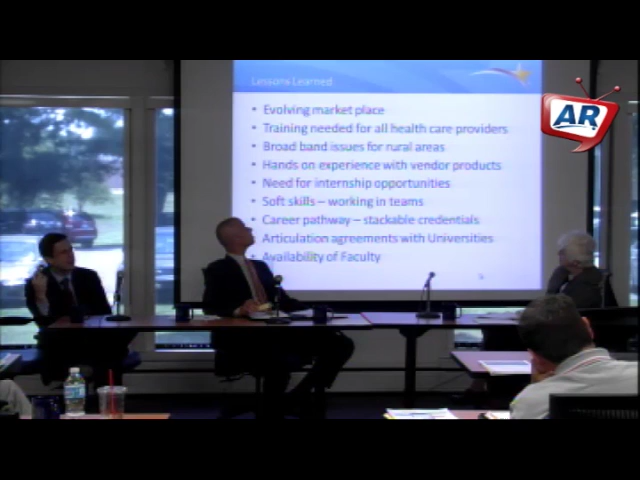 Lessons Learned
AR
• Evolving market place
• Training needed for all health care providers
• Broad band issues for rural areas
• Hands on experience with vendor products
• Need for internship opportunities
• Soft skills – working in teams
• Career pathway – stackable credentials
• Articulation agreements with Universities
• Availability of Faculty